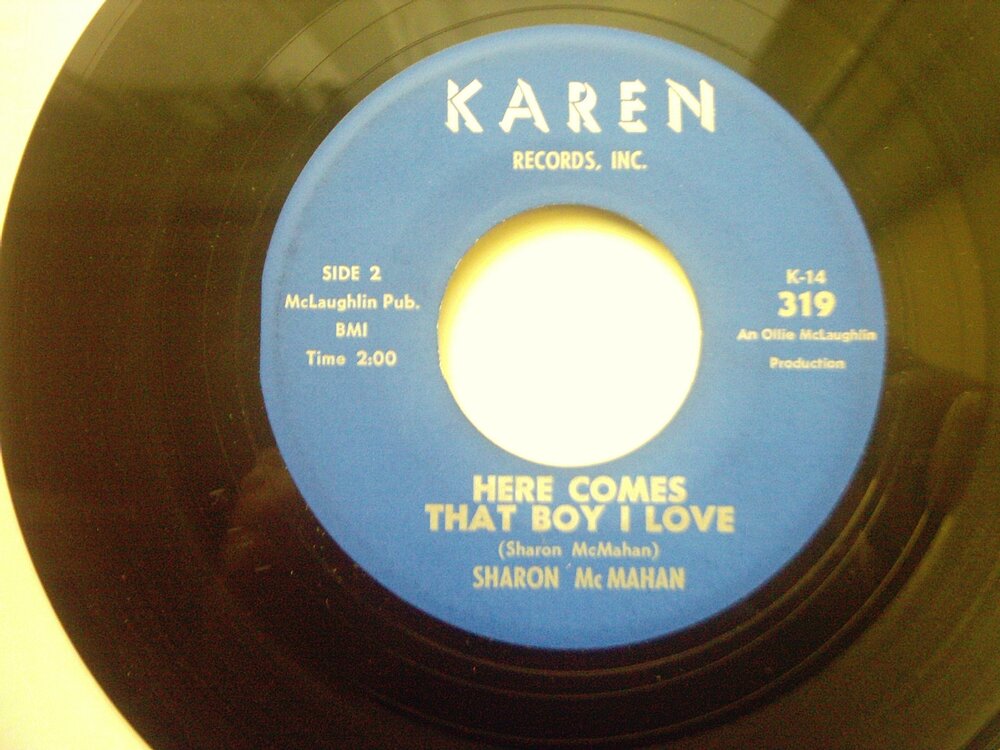 KAREN
RECORDS, INC.
SIDE 2
McLaughlin Pub.
BMI
Time 2:00
K-14
319
An Ollie McLaughlin
Production
HERE COMES
THAT BOY I LOVE
(Sharon McMahan)
SHARON McMAHAN